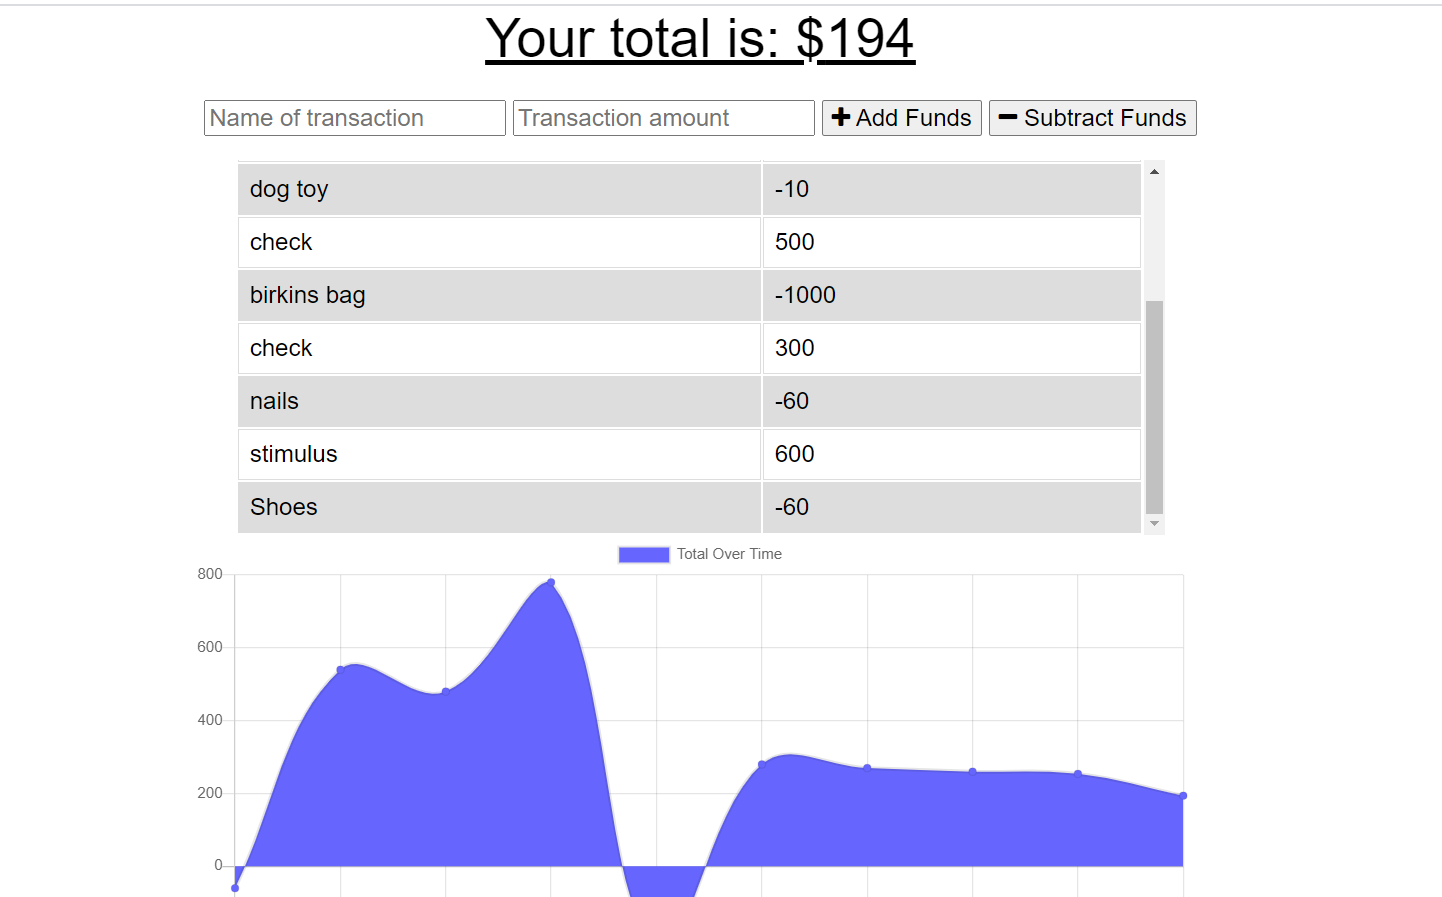 Your total is: $194
Name of transaction Transaction amount + Add Funds − Subtract Funds
dog toy -10
check 500
birkins bag -1000
check 300
nails -60
stimulus 600
Shoes -60
Total Over Time
800
600
400
200
0